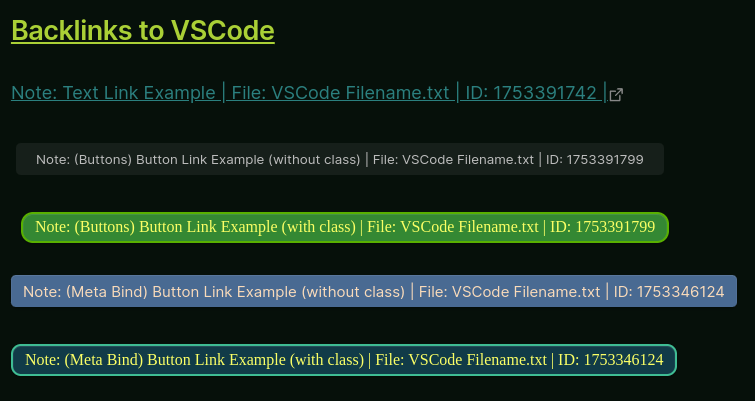 Backlinks to VSCode
Note: Text Link Example | File: VSCode Filename.txt | ID: 1753391742 |
Note: (Buttons) Button Link Example (without class) | File: VSCode Filename.txt | ID: 1753391799
Note: (Buttons) Button Link Example (with class) | File: VSCode Filename.txt | ID: 1753391799
Note: (Meta Bind) Button Link Example (without class) | File: VSCode Filename.txt | ID: 1753346124
Note: (Meta Bind) Button Link Example (with class) | File: VSCode Filename.txt | ID: 1753346124